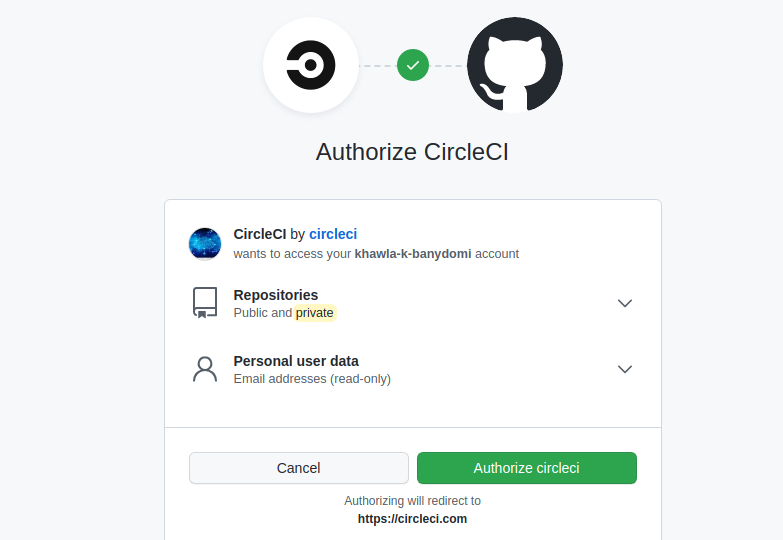 Authorize CircleCI
CircleCI by circleci
wants to access your khawla-k-banydomi account
Repositories
Public and private
Personal user data
Email addresses (read-only)
Cancel
Authorize circleci
Authorizing will redirect to
https://circleci.com